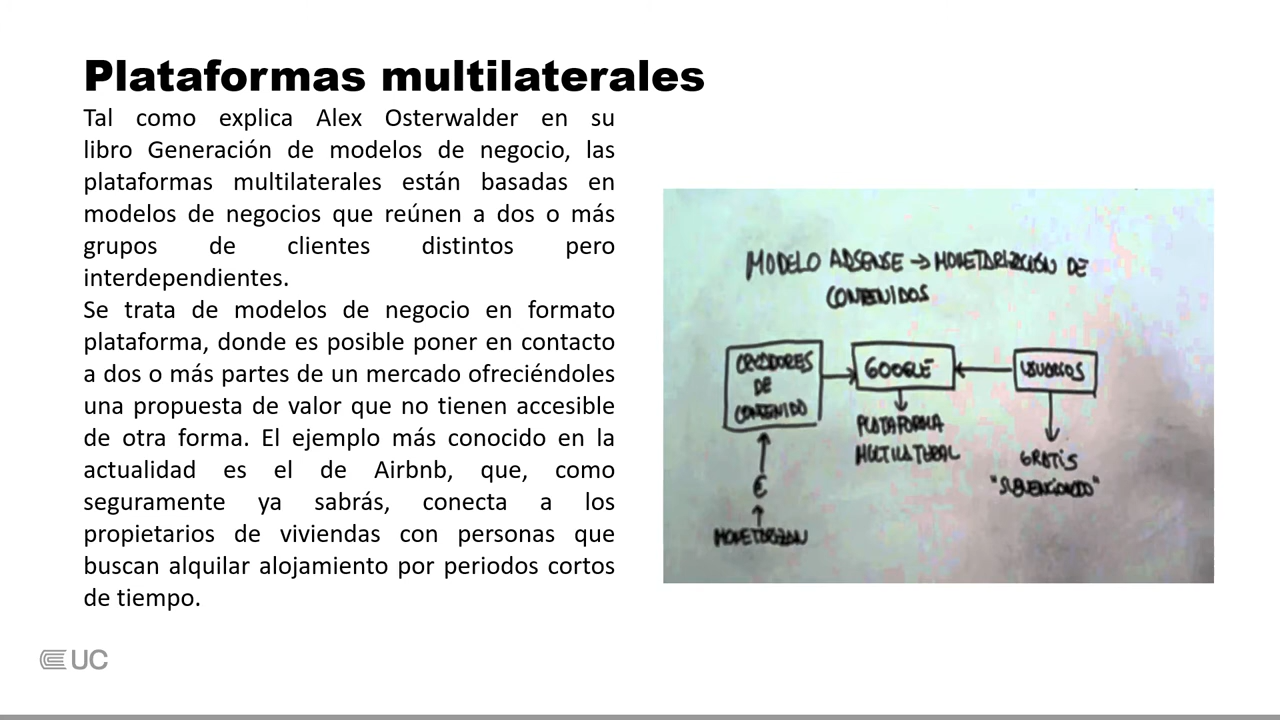 Plataformas multilaterales
Tal como explica Alex Osterwalder en su
libro Generación de modelos de negocio, las
plataformas multilaterales están basadas en
modelos de negocios que reúnen a dos o más
grupos de clientes distintos pero
interdependientes.
Se trata de modelos de negocio en formato
plataforma, donde es posible poner en contacto
a dos o más partes de un mercado ofreciéndoles
una propuesta de valor que no tienen accesible
de otra forma. El ejemplo más conocido en la
actualidad es el de Airbnb, que, como
seguramente ya sabrás, conecta a los
propietarios de viviendas con personas que
buscan alquilar alojamiento por periodos cortos
de tiempo.
MODELO ADSENSE → MONETARIZACIÓN DE
CONTENIDOS
CREADORES
DE
CONTENIDO
GOOGLE
USUARIOS
PLATAFORMA
MULTILATERAL
GRATIS
"SUBVENCIONADO"
€
MONETARIZAN
UC